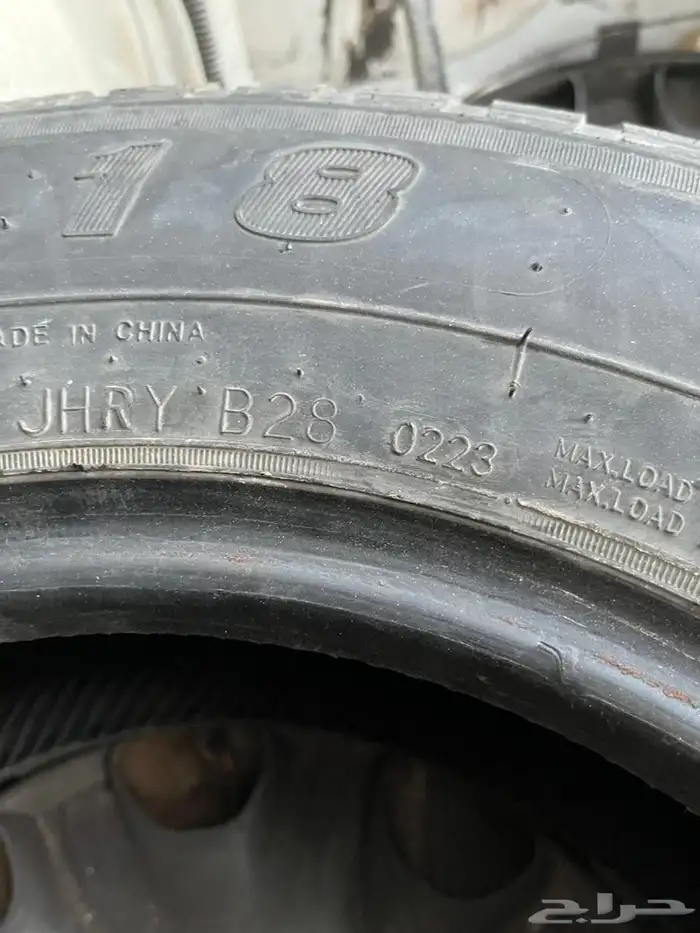 18
ADE IN CHINA
JHRY B28 0223
MAX.LOAD
MAX.LOAD
حراج